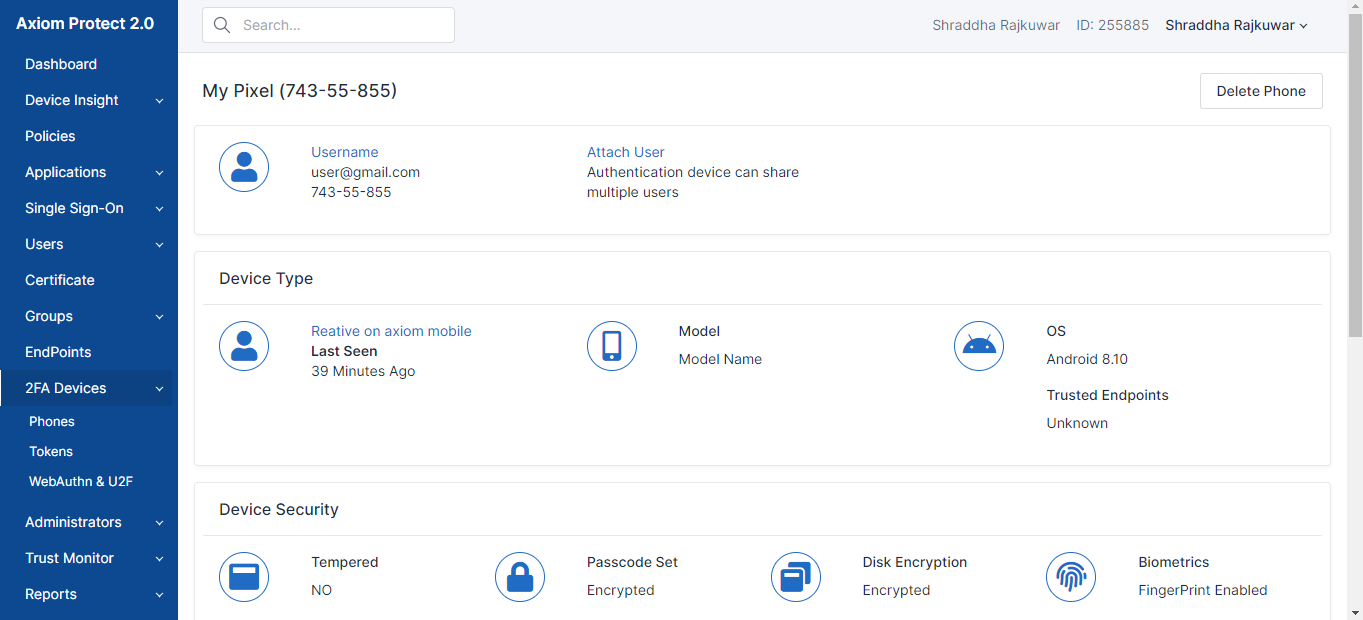 Axiom Protect 2.0
Dashboard
Device Insight
Policies
Applications
Single Sign-On
Users
Certificate
Groups
EndPoints
2FA Devices
Phones
Tokens
WebAuthn & U2F
Administrators
Trust Monitor
Reports
Search...
Shraddha Rajkuwar ID: 255885 Shraddha Rajkuwar
My Pixel (743-55-855)
Delete Phone
Username
user@gmail.com
743-55-855
Attach User
Authentication device can share
multiple users
Device Type
Reative on axiom mobile
Last Seen
39 Minutes Ago
Model
Model Name
OS
Android 8.10
Trusted Endpoints
Unknown
Device Security
Tempered
NO
Passcode Set
Encrypted
Disk Encryption
Encrypted
Biometrics
FingerPrint Enabled